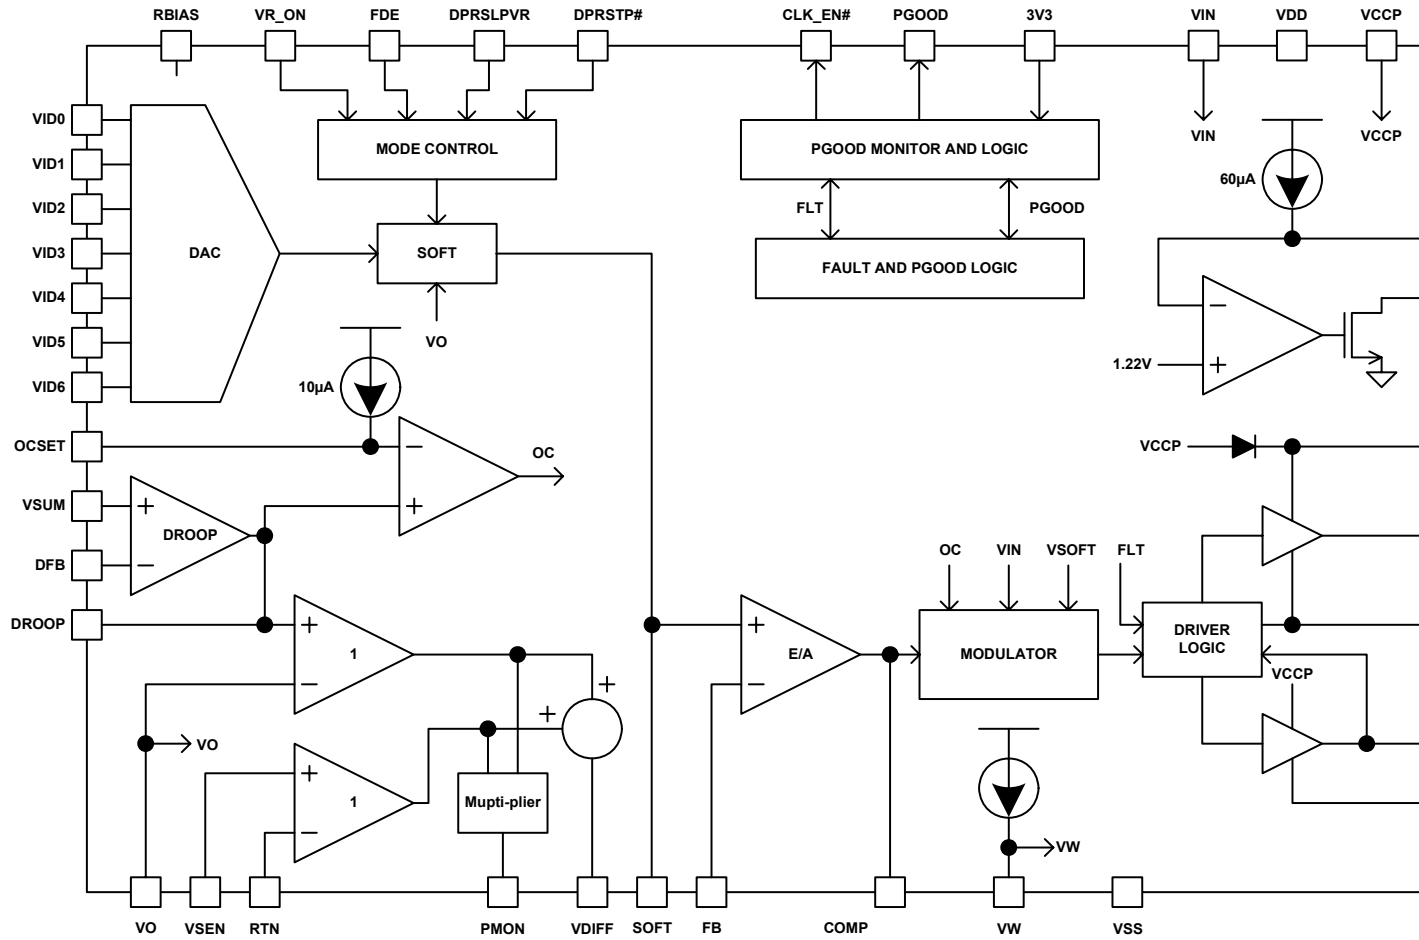 RBIAS VR_ON FDE DPRSLPVR DPRSTP# CLK_EN# PGOOD 3V3 VIN VDD VCCP
VID0
VID1
VID2
VID3
VID4
VID5
VID6
OCSET
VSUM
DFB
DROOP
DAC
MODE CONTROL
SOFT
VO
10µA
− +
OC
+ −
DROOP
PGOOD MONITOR AND LOGIC
FLT PGOOD
FAULT AND PGOOD LOGIC
VIN VCCP
60µA
−
+
1.22V
VCCP
+ −
1
VO
+ −
1
+
+
Mupti-plier
+ −
E/A
OC VIN VSOFT FLT
MODULATOR
DRIVER
LOGIC
VCCP
VW
VO VSEN RTN PMON VDIFF SOFT FB COMP VW VSS